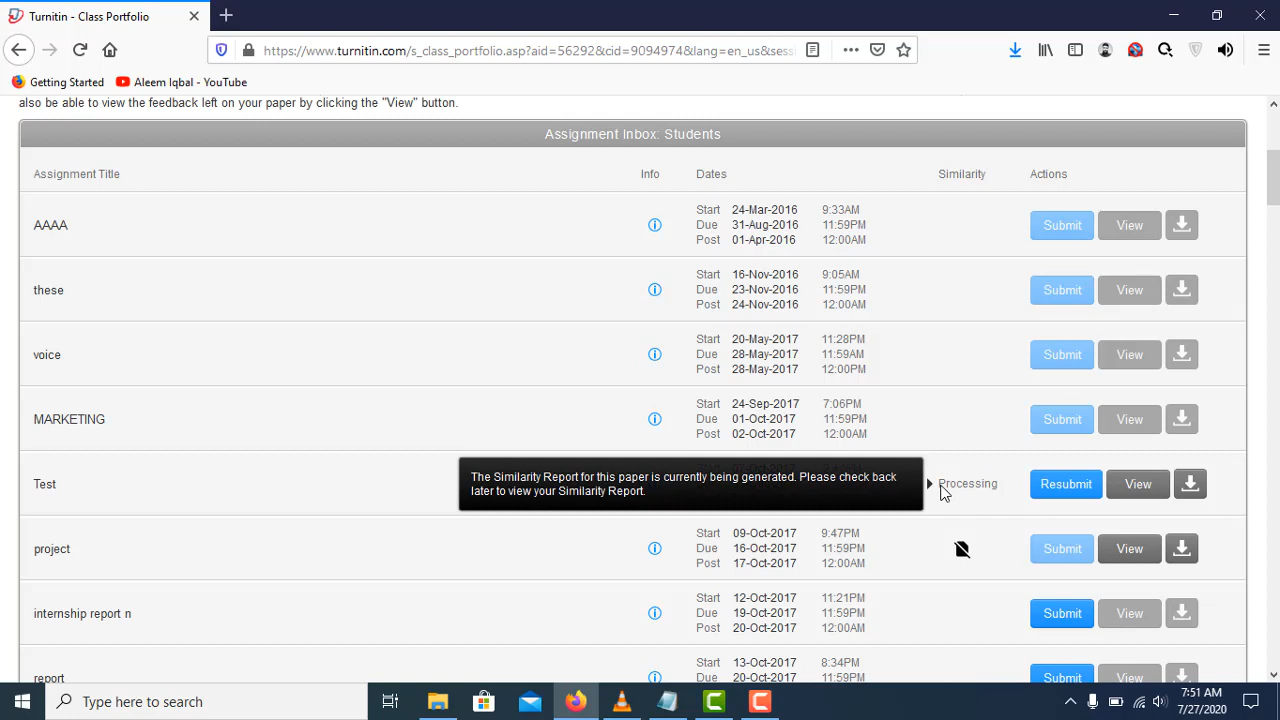 Turnitin - Class Portfolio
https://www.turnitin.com/s_class_portfolio.asp?aid=56292&cid=9094974&lang=en_us&sess
Getting Started
Aleem Iqbal - YouTube
also be able to view the feedback left on your paper by clicking the "View" button.
Assignment Inbox: Students
Assignment Title Info Dates Similarity Actions
Start 24-Mar-2016 9:33AM
AAAA Due 31-Aug-2016 11:59PM Submit View
Post 01-Apr-2016 12:00AM
Start 16-Nov-2016 9:05AM
these Due 23-Nov-2016 11:59PM Submit View
Post 24-Nov-2016 12:00AM
Start 20-May-2017 11:28PM
voice Due 28-May-2017 11:59AM Submit View
Post 28-May-2017 12:00PM
Start 24-Sep-2017 7:06PM
MARKETING Due 01-Oct-2017 11:59PM Submit View
Post 02-Oct-2017 12:00AM
The Similarity Report for this paper is currently being generated. Please check back
Test Processing Resubmit View
later to view your Similarity Report.
Start 09-Oct-2017 9:47PM
project Due 16-Oct-2017 11:59PM Submit View
Post 17-Oct-2017 12:00AM
Start 12-Oct-2017 11:21PM
internship report n Due 19-Oct-2017 11:59PM Submit View
Post 20-Oct-2017 12:00AM
Start 13-Oct-2017 8:34PM
report Due 20-Oct-2017 11:59PM Submit View
Type here to search
7:51 AM
7/27/2020